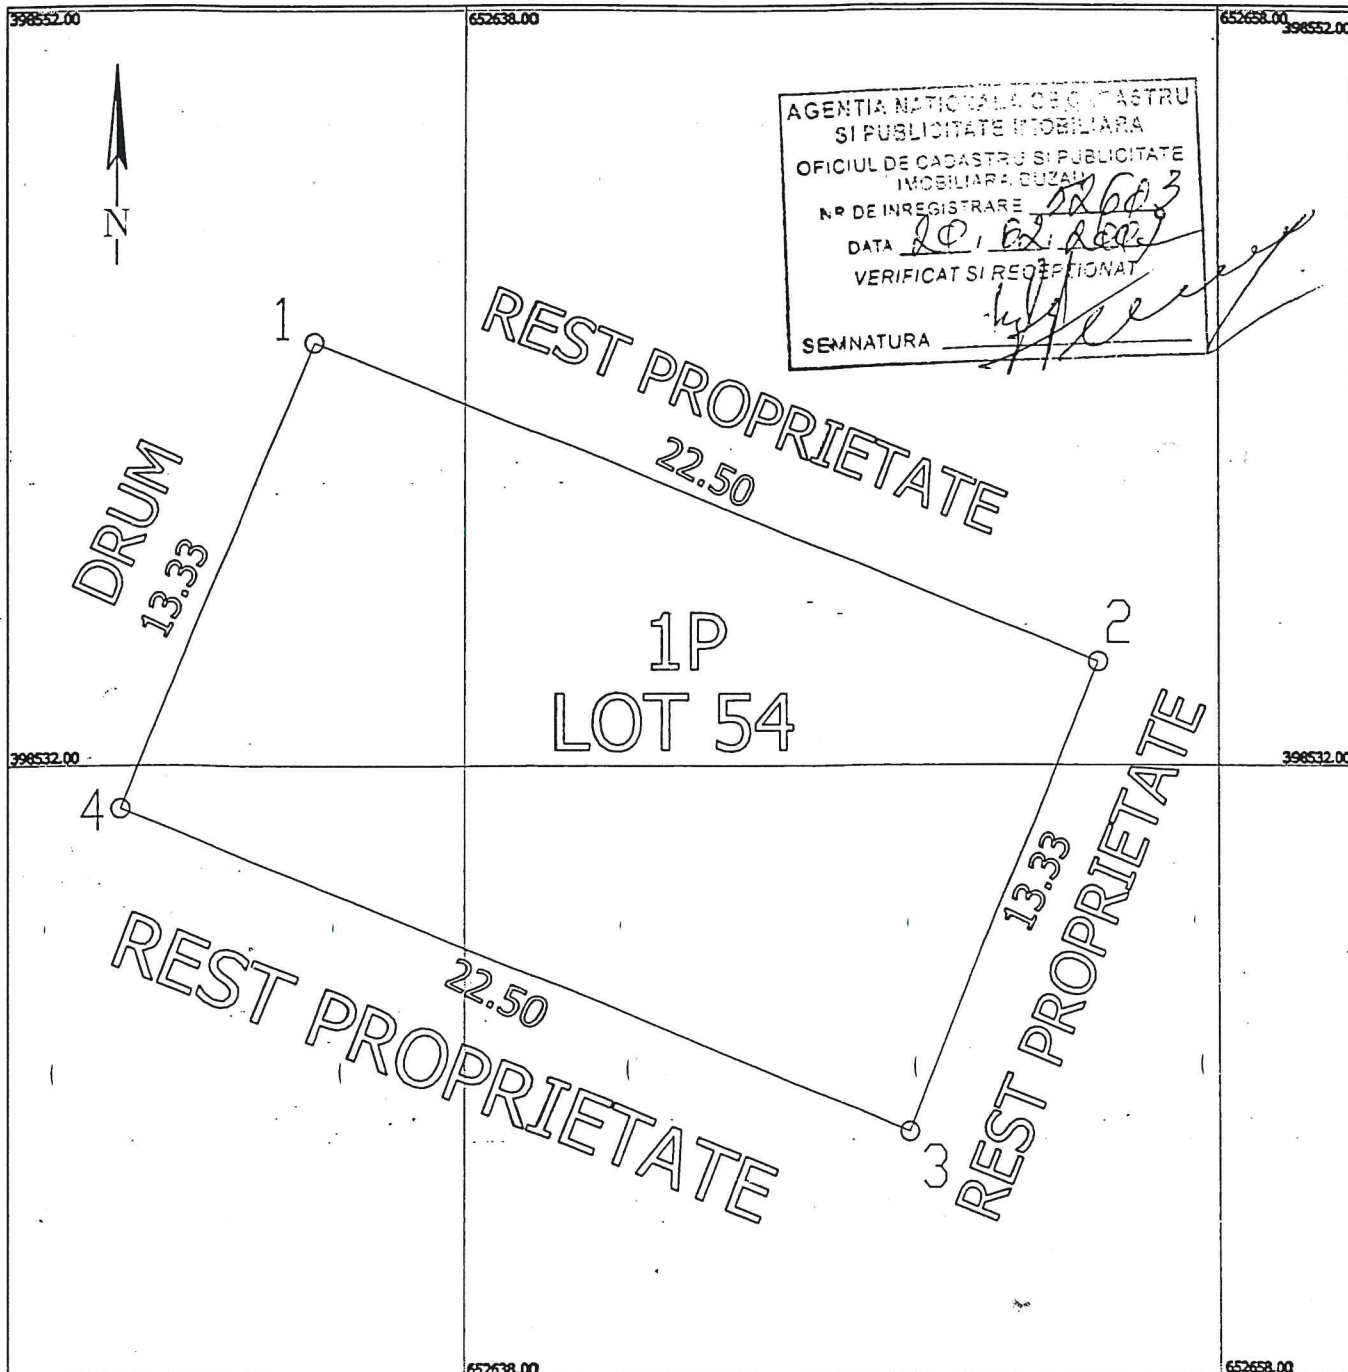 398552.00 652638.00 652658.00 398552.00
N
AGENTIA NATIONALA DE CADASTRU
SI PUBLICITATE IMOBILIARA
OFICIUL DE CADASTRU SI PUBLICITATE
IMOBILIARA BUZAU
NR DE INREGISTRARE
DATA
VERIFICAT SI RECEPTIONAT
SEMNATURA
1
REST PROPRIETATE
22.50
DRUM
13.33
2
1P
LOT 54
398532.00 398532.00
4
13.33
REST PROPRIETATE
22.50
REST PROPRIETATE
3
652638.00 652658.00